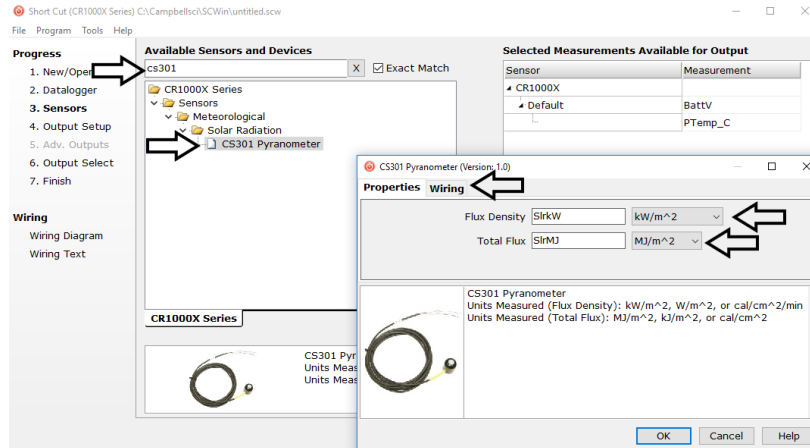 Short Cut (CR1000X Series) C:\Campbellsci\SCWin\untitled.scw
File Program Tools Help
Progress
1. New/Open
2. Datalogger
3. Sensors
4. Output Setup
5. Adv. Outputs
6. Output Select
7. Finish
Wiring
Wiring Diagram
Wiring Text
Available Sensors and Devices
cs301 X Exact Match
CR1000X Series
Sensors
Meteorological
Solar Radiation
CS301 Pyranometer
CR1000X Series
CS301 Pyr
Units Meas
Units Meas
Selected Measurements Available for Output
Sensor Measurement
CR1000X
Default BattV
PTemp_C
CS301 Pyranometer (Version: 1.0)
Properties Wiring
Flux Density SlrkW kW/m^2
Total Flux SlrMJ MJ/m^2
CS301 Pyranometer
Units Measured (Flux Density): kW/m^2, W/m^2, or cal/cm^2/min
Units Measured (Total Flux): MJ/m^2, kJ/m^2, or cal/cm^2
OK Cancel Help